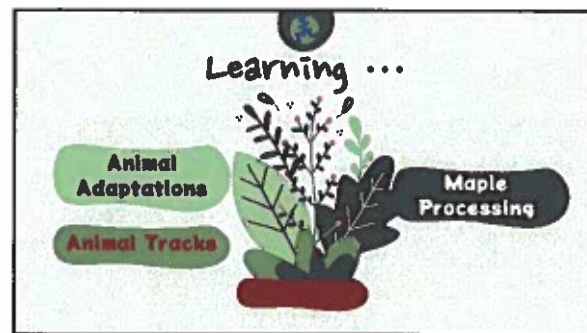 Learning ...
Animal
Adaptations
Animal Tracks
Maple
Processing